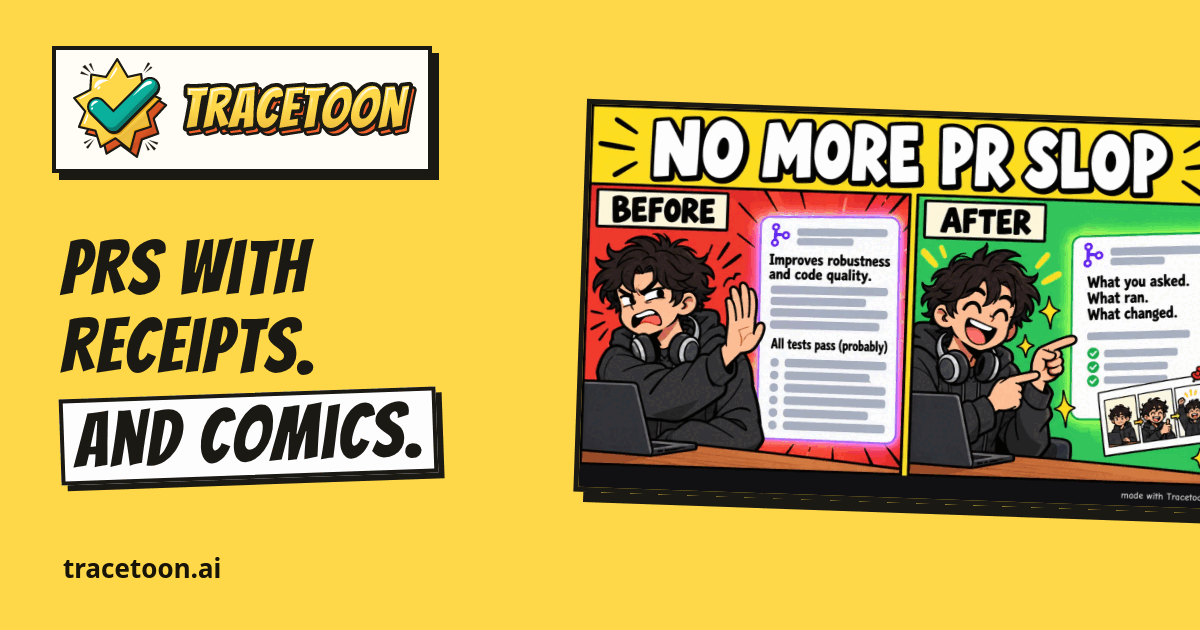 TRACETOON
PRS WITH
RECEIPTS.
AND COMICS.
tracetoon.ai
NO MORE PR SLOP
BEFORE
Improves robustness
and code quality.
All tests pass (probably)
AFTER
What you asked.
What ran.
What changed.
made with